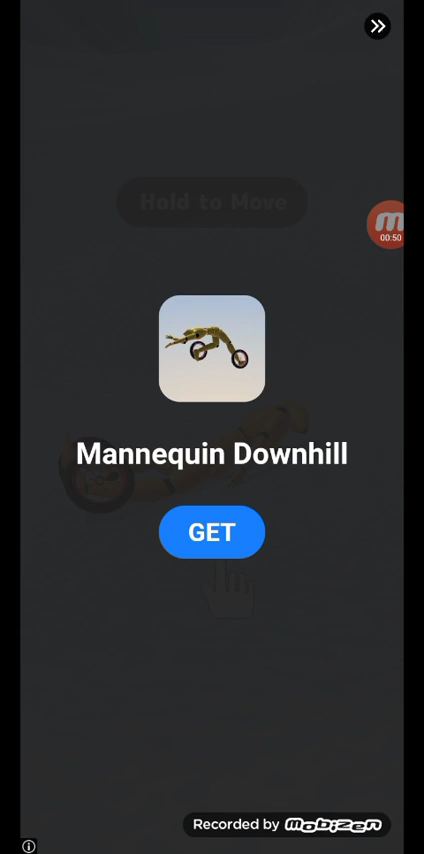 Hold to Move
00:50
Mannequin Downhill
GET
Recorded by mobizen